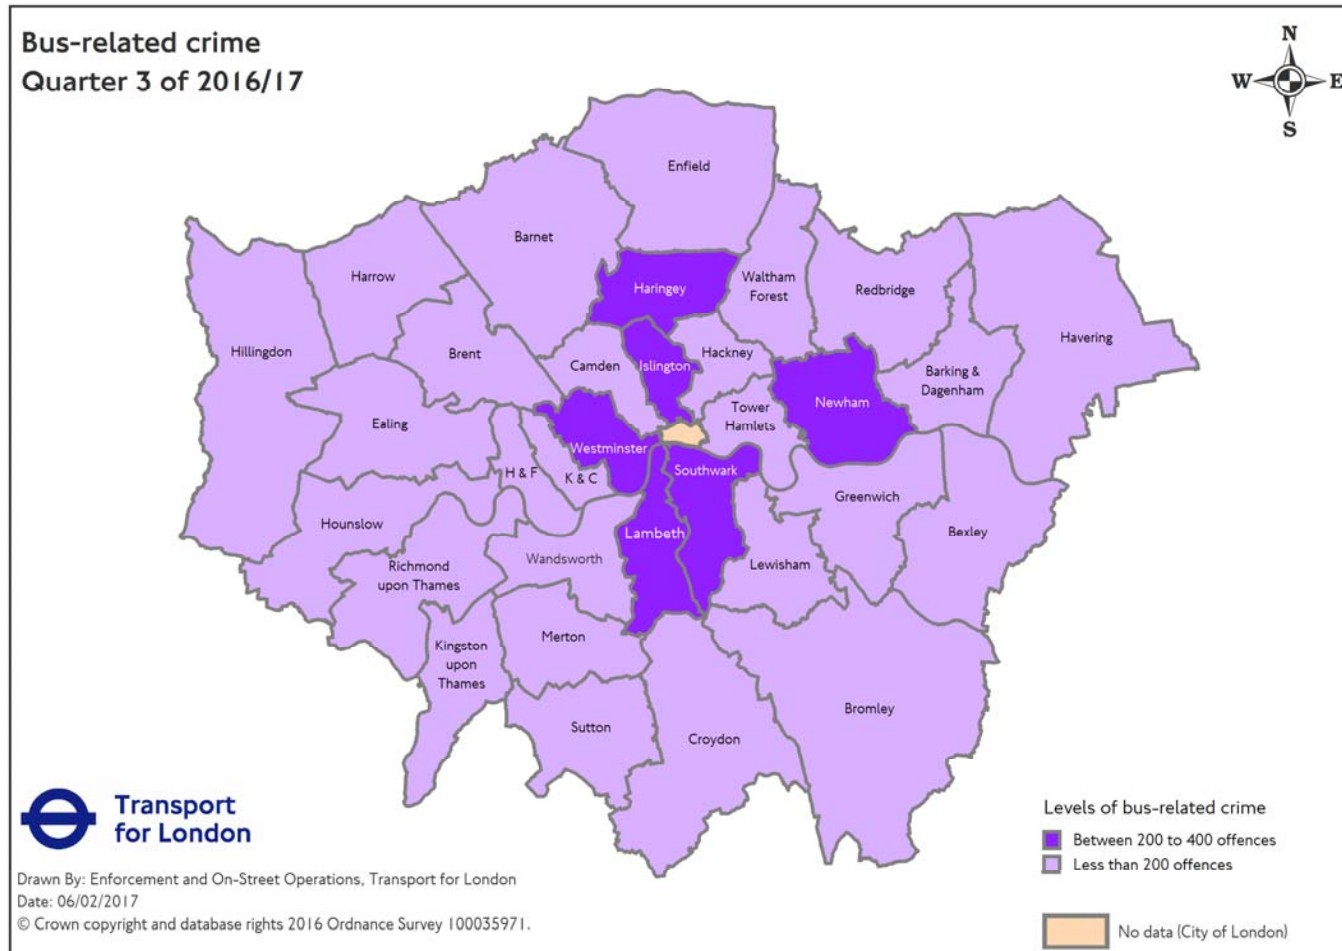 Bus-related crime
Quarter 3 of 2016/17
N
W
E
S
Enfield
Barnet
Harrow
Haringey
Waltham
Forest
Redbridge
Havering
Hillingdon
Brent
Camden
Islington
Hackney
Barking &
Dagenham
Newham
Tower
Hamlets
Ealing
Westminster
H & F
K & C
Southwark
Greenwich
Hounslow
Lambeth
Bexley
Richmond
upon Thames
Wandsworth
Lewisham
Merton
Kingston
upon
Thames
Bromley
Sutton
Croydon
Transport
for London
Levels of bus-related crime
Between 200 to 400 offences
Less than 200 offences
No data (City of London)
Drawn By: Enforcement and On-Street Operations, Transport for London
Date: 06/02/2017
© Crown copyright and database rights 2016 Ordnance Survey 100035971.